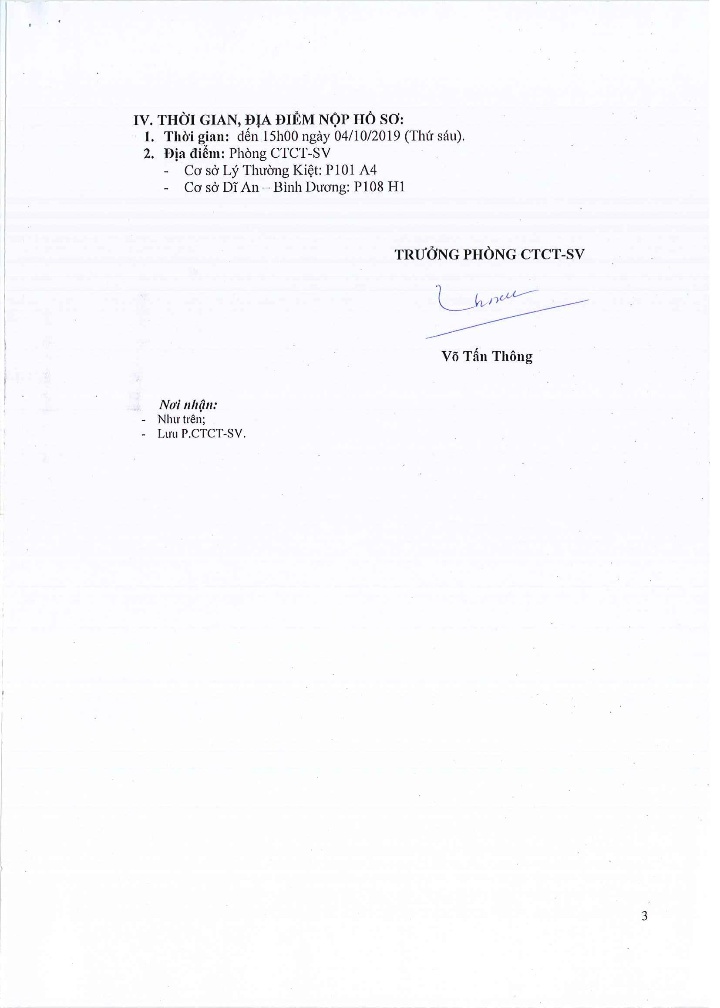 IV. THỜI GIAN, ĐỊA ĐIỂM NỘP HỒ SƠ:
1. Thời gian: đến 15h00 ngày 04/10/2019 (Thứ sáu).
2. Địa điểm: Phòng CTCT-SV
- Cơ sở Lý Thường Kiệt: P101 A4
- Cơ sở Dĩ An – Bình Dương: P108 H1
TRƯỞNG PHÒNG CTCT-SV
Võ Tấn Thông
Nơi nhận:
- Như trên;
- Lưu P.CTCT-SV.
3